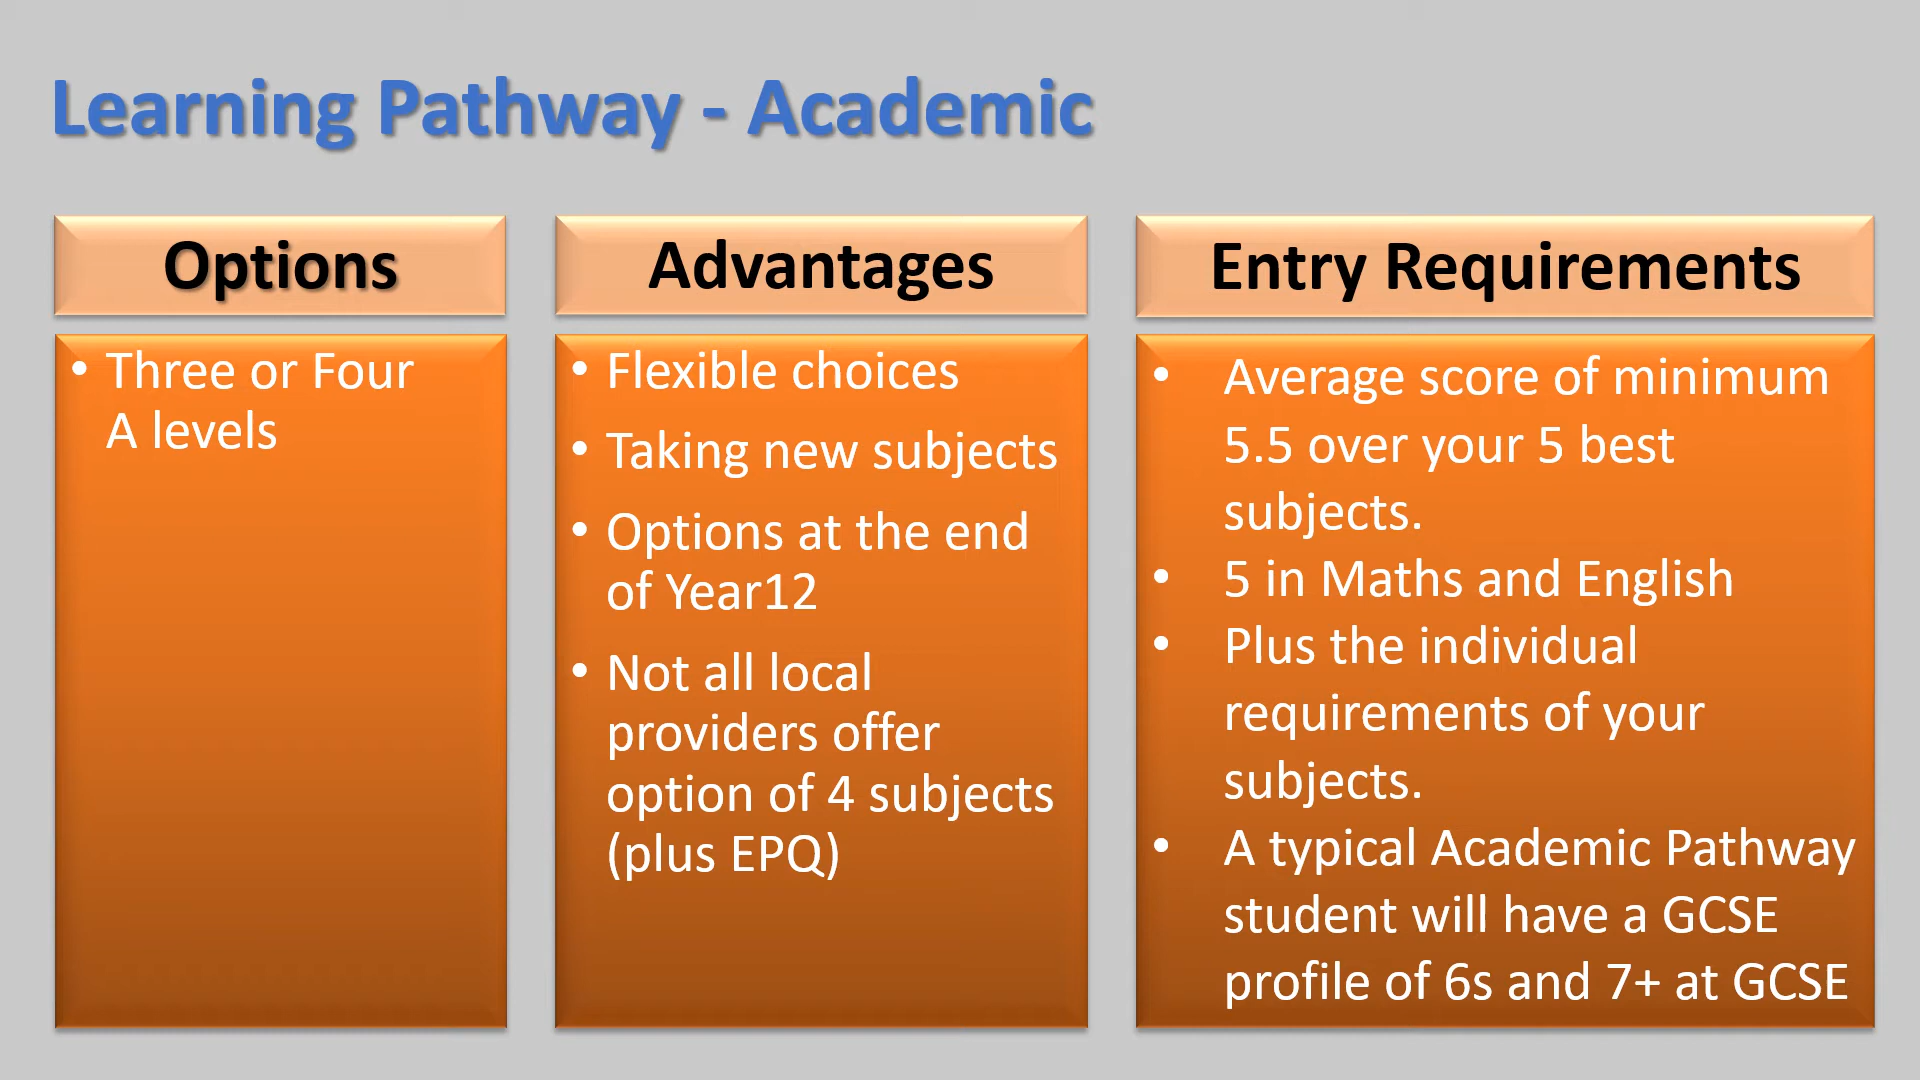 Learning Pathway - Academic
Options
• Three or Four
A levels
Advantages
• Flexible choices
• Taking new subjects
• Options at the end
of Year12
• Not all local
providers offer
option of 4 subjects
(plus EPQ)
Entry Requirements
• Average score of minimum
5.5 over your 5 best
subjects.
• 5 in Maths and English
• Plus the individual
requirements of your
subjects.
• A typical Academic Pathway
student will have a GCSE
profile of 6s and 7+ at GCSE